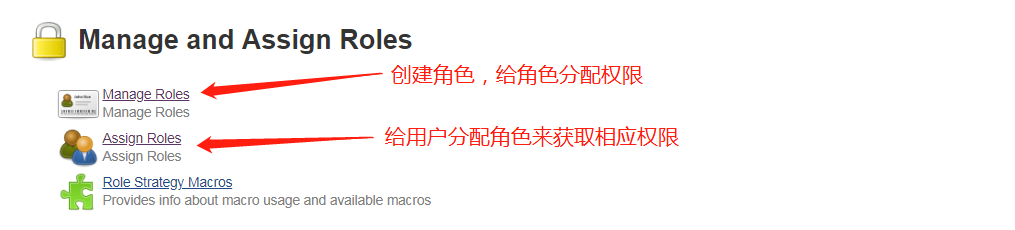 Manage and Assign Roles
创建角色，给角色分配权限
Manage Roles
Manage Roles
给用户分配角色来获取相应权限
Assign Roles
Assign Roles
Role Strategy Macros
Provides info about macro usage and available macros